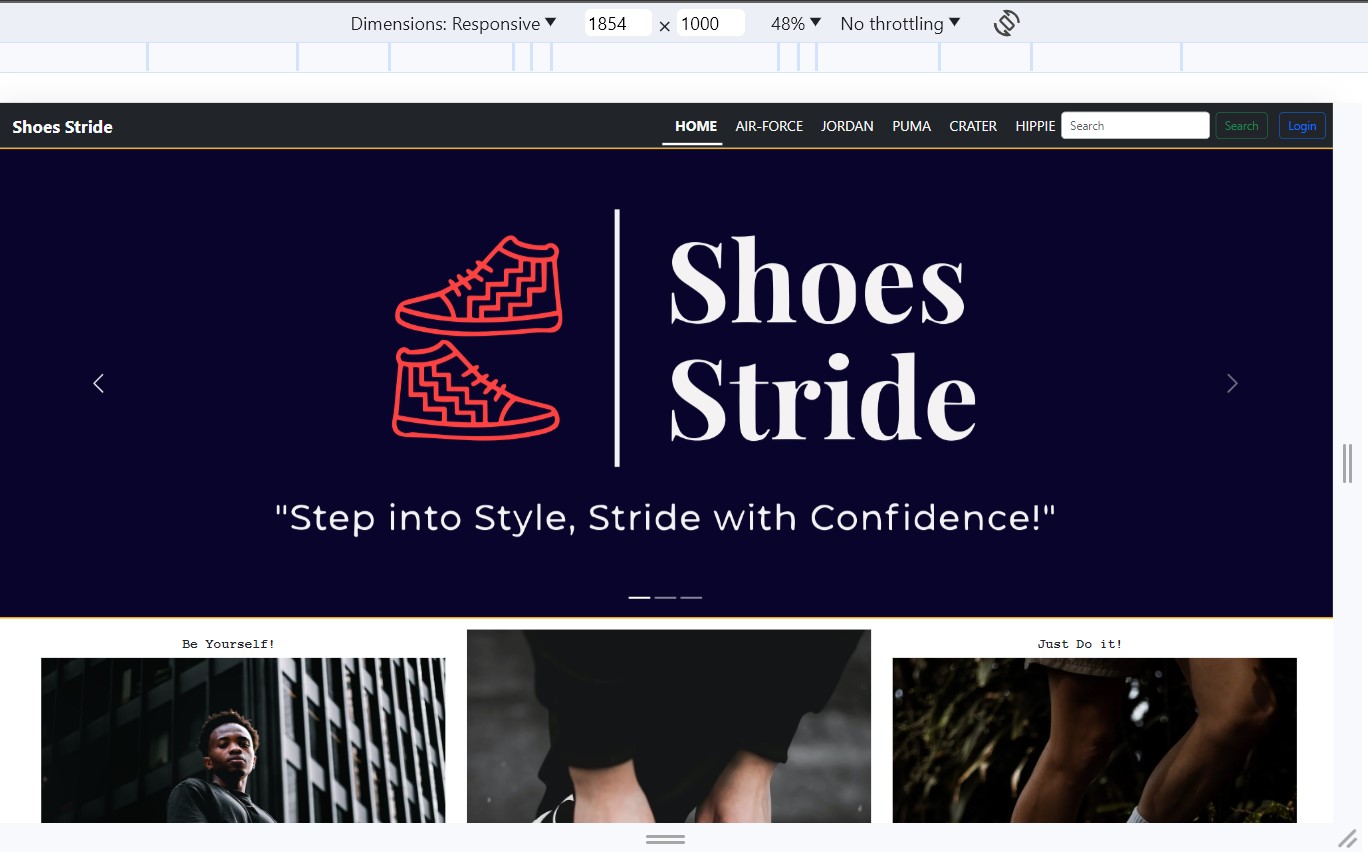 Dimensions: Responsive ▼ 1854 × 1000 48% ▼ No throttling ▼
Shoes Stride HOME AIR-FORCE JORDAN PUMA CRATER HIPPIE Search Search Login
Shoes
Stride
"Step into Style, Stride with Confidence!"
Be Yourself! Just Do it!